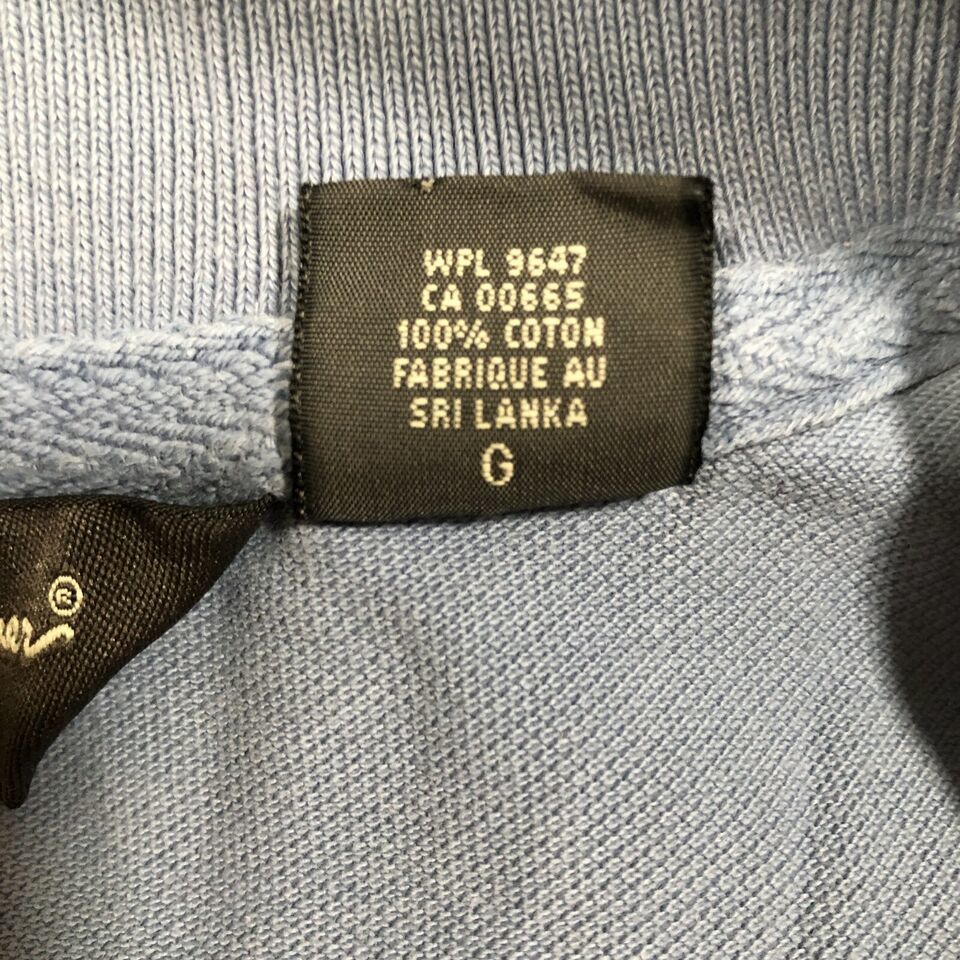 WPL 9647
CA 00665
100% COTON
FABRIQUE AU
SRI LANKA
G
®